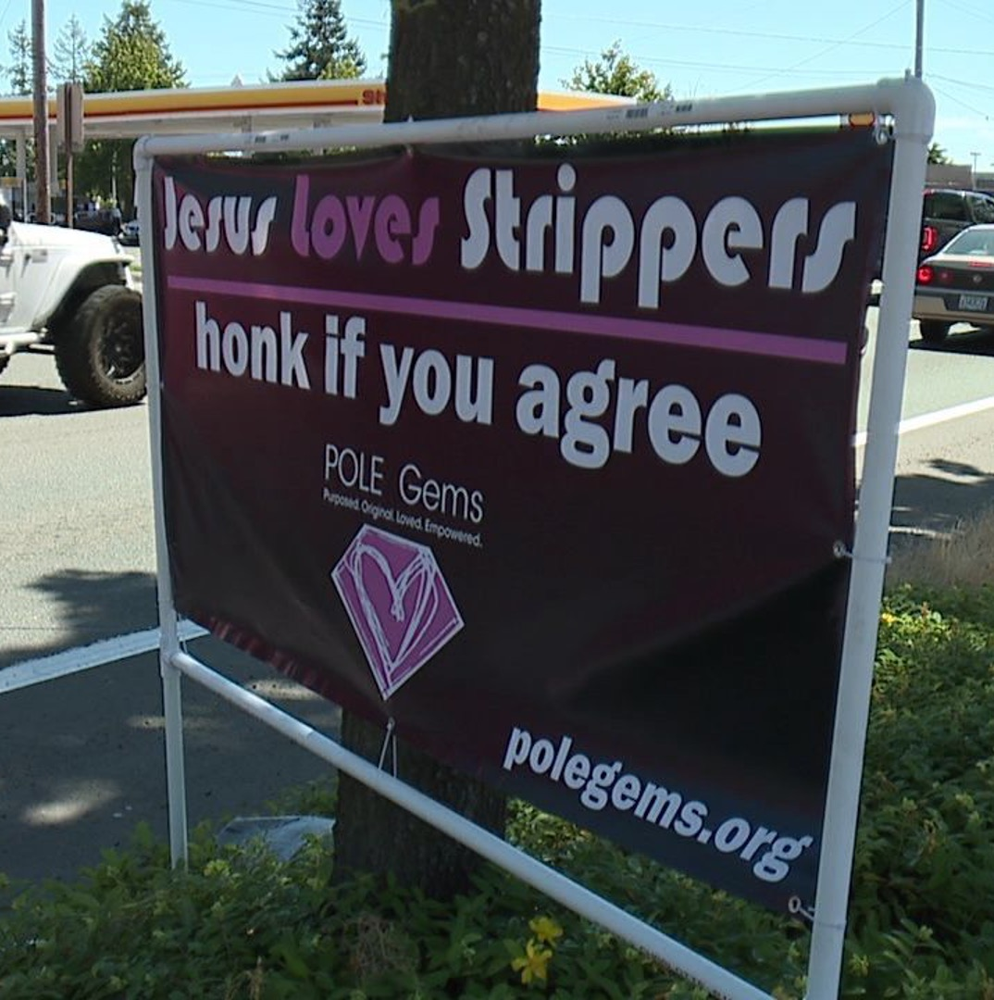 Jesus Loves Strippers
honk if you agree
POLE Gems
Purposed. Original. Loved. Empowered.
polegems.org